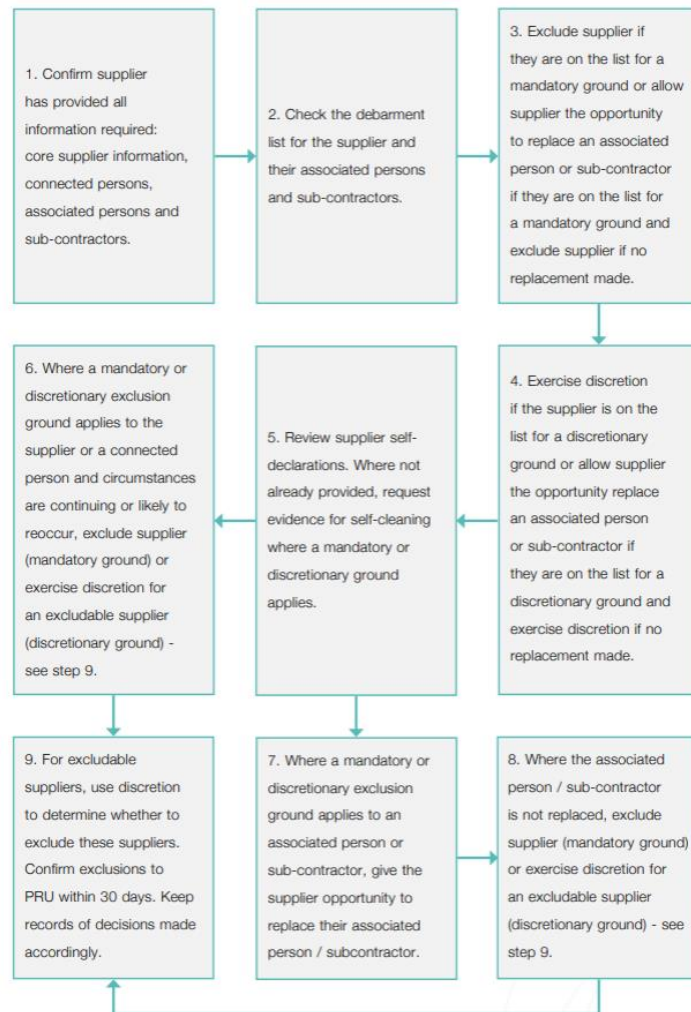 1. Confirm supplier
has provided all
information required:
core supplier information,
connected persons,
associated persons and
sub-contractors.
2. Check the debarment
list for the supplier and
their associated persons
and sub-contractors.
3. Exclude supplier if
they are on the list for a
mandatory ground or allow
supplier the opportunity
to replace an associated
person or sub-contractor
if they are on the list for
a mandatory ground and
exclude supplier if no
replacement made.
4. Exercise discretion
if the supplier is on the
list for a discretionary
ground or allow supplier
the opportunity replace
an associated person
or sub-contractor if
they are on the list for a
discretionary ground and
exercise discretion if no
replacement made.
5. Review supplier self-
declarations. Where not
already provided, request
evidence for self-cleaning
where a mandatory or
discretionary ground
applies.
6. Where a mandatory or
discretionary exclusion
ground applies to the
supplier or a connected
person and circumstances
are continuing or likely to
reoccur, exclude supplier
(mandatory ground) or
exercise discretion for
an excludable supplier
(discretionary ground) -
see step 9.
7. Where a mandatory or
discretionary exclusion
ground applies to an
associated person or
sub-contractor, give the
supplier opportunity to
replace their associated
person / subcontractor.
8. Where the associated
person / sub-contractor
is not replaced, exclude
supplier (mandatory ground)
or exercise discretion for
an excludable supplier
(discretionary ground) - see
step 9.
9. For excludable
suppliers, use discretion
to determine whether to
exclude these suppliers.
Confirm exclusions to
PRU within 30 days. Keep
records of decisions made
accordingly.